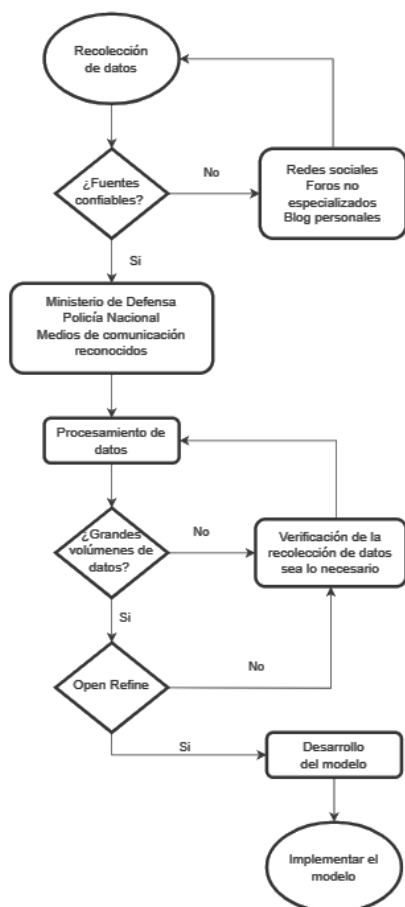 Recolección
de datos
¿Fuentes
confiables?
No
Redes sociales
Foros no
especializados
Blog personales
Si
Ministerio de Defensa
Policía Nacional
Medios de comunicación
reconocidos
Procesamiento de
datos
¿Grandes
volúmenes de
datos?
No
Verificación de la
recolección de datos
sea lo necesario
Si
Open Refine
No
Si
Desarrollo
del modelo
Implementar el
modelo